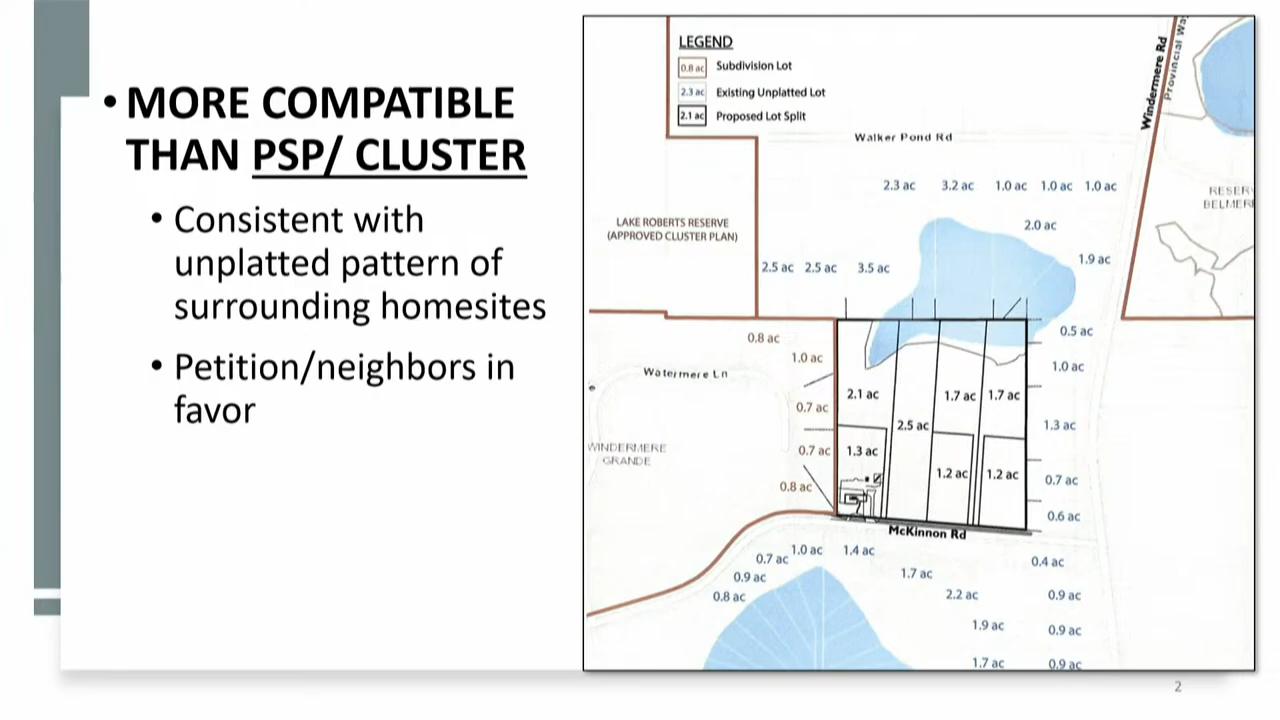 • MORE COMPATIBLE
THAN PSP/ CLUSTER
• Consistent with
unplatted pattern of
surrounding homesites
• Petition/neighbors in
favor
LEGEND
0.8 ac Subdivision Lot
2.3 ac Existing Unplatted Lot
2.1 ac Proposed Lot Split
Windermere Rd
Provincial Wa
Walker Pond Rd
2.3 ac 3.2 ac 1.0 ac 1.0 ac 1.0 ac
RESER
BELMER
LAKE ROBERTS RESERVE
(APPROVED CLUSTER PLAN)
2.0 ac
1.9 ac
2.5 ac 2.5 ac 3.5 ac
0.8 ac
0.5 ac
1.0 ac
1.0 ac
Watermere Ln
2.1 ac
1.7 ac 1.7 ac
0.7 ac
2.5 ac
1.3 ac
WINDERMERE
GRANDE
0.7 ac
1.3 ac
1.2 ac 1.2 ac
0.7 ac
0.8 ac
0.6 ac
McKinnon Rd
0.7 ac 1.0 ac 1.4 ac
0.4 ac
0.9 ac
1.7 ac
0.8 ac
2.2 ac
0.9 ac
1.9 ac
0.9 ac
1.7 ac
0.9 ac
2